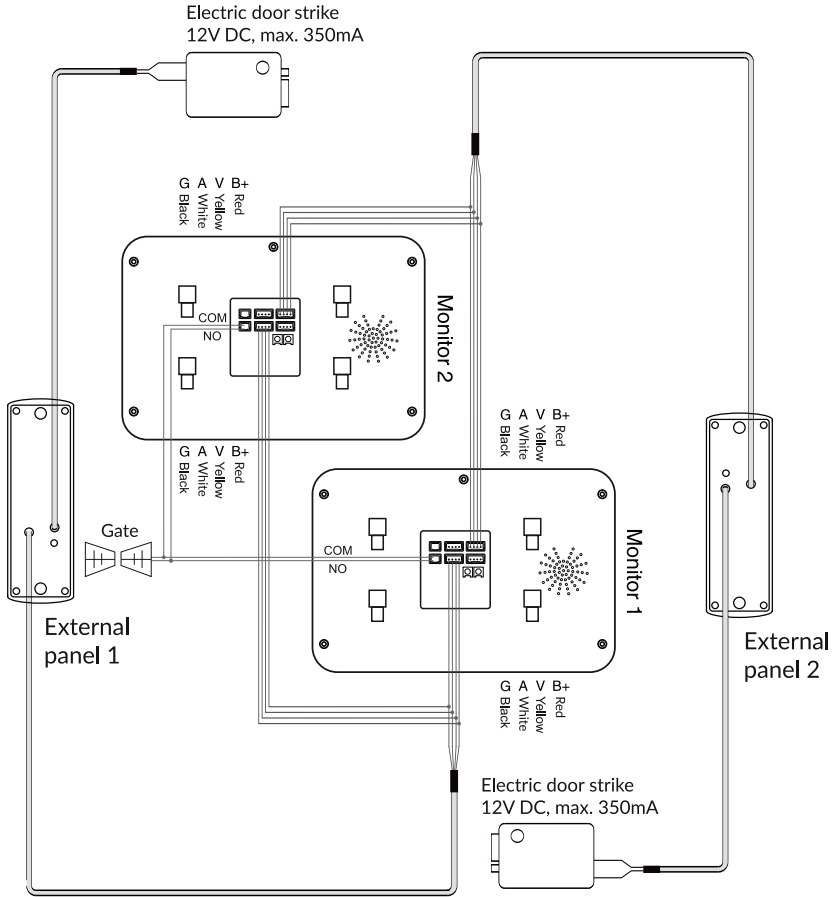 Electric door strike
12V DC, max. 350mA
G A V B+
Black White Yellow Red
Monitor 2
COM
NO
G A V B+
Black White Yellow Red
G A V B+
Black White Yellow Red
Gate
COM
NO
Monitor 1
External
panel 1
External
panel 2
G A V B+
Black White Yellow Red
Electric door strike
12V DC, max. 350mA